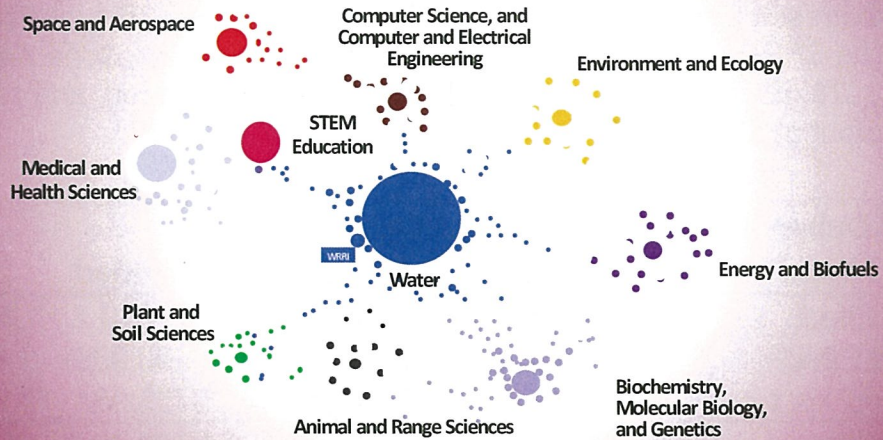 Space and Aerospace
Computer Science, and
Computer and Electrical
Engineering
Environment and Ecology
STEM
Education
Medical and
Health Sciences
WRRI
Water
Energy and Biofuels
Plant and
Soil Sciences
Animal and Range Sciences
Biochemistry,
Molecular Biology,
and Genetics